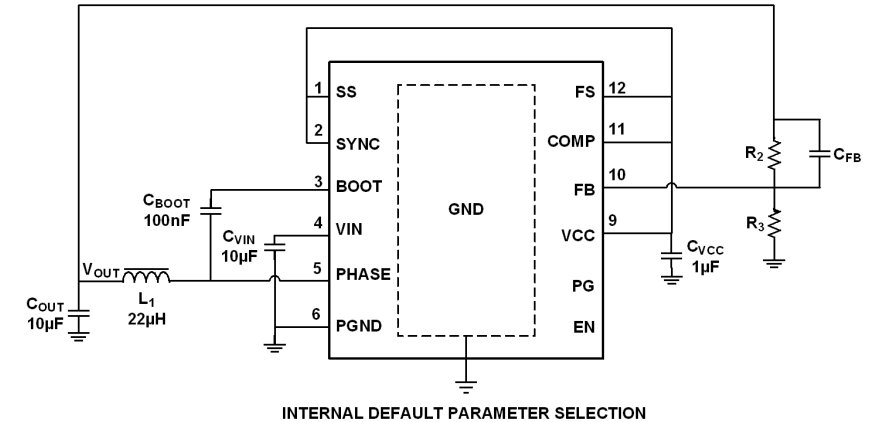 1 SS
2 SYNC
3 BOOT
4 VIN
5 PHASE
6 PGND
GND
FS 12
COMP 11
FB 10
VCC 9
PG
EN
CBOOT
100nF
CVIN
10µF
VOUT
L1
22µH
COUT
10µF
R2
CFB
R3
CVCC
1µF
INTERNAL DEFAULT PARAMETER SELECTION